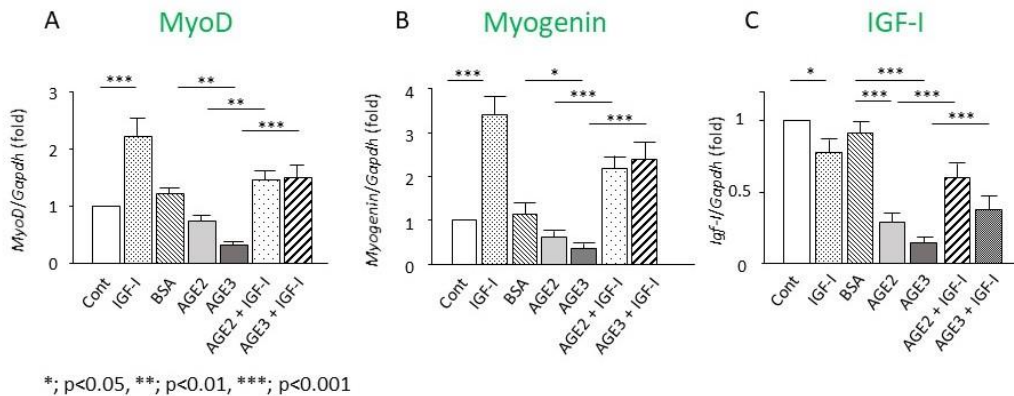 A MyoD
MyoD/Gapdh (fold)
3
2
1
0
***
**
**
***
Cont
IGF-I
BSA
AGE2
AGE3
AGE2 + IGF-I
AGE3 + IGF-I
B Myogenin
Myogenin/Gapdh (fold)
4
3
2
1
0
***
*
***
***
Cont
IGF-I
BSA
AGE2
AGE3
AGE2 + IGF-I
AGE3 + IGF-I
C IGF-I
Igf-I/Gapdh (fold)
1
0.5
0
*
***
***
***
***
Cont
IGF-I
BSA
AGE2
AGE3
AGE2 + IGF-I
AGE3 + IGF-I
*; p<0.05, **; p<0.01, ***; p<0.001